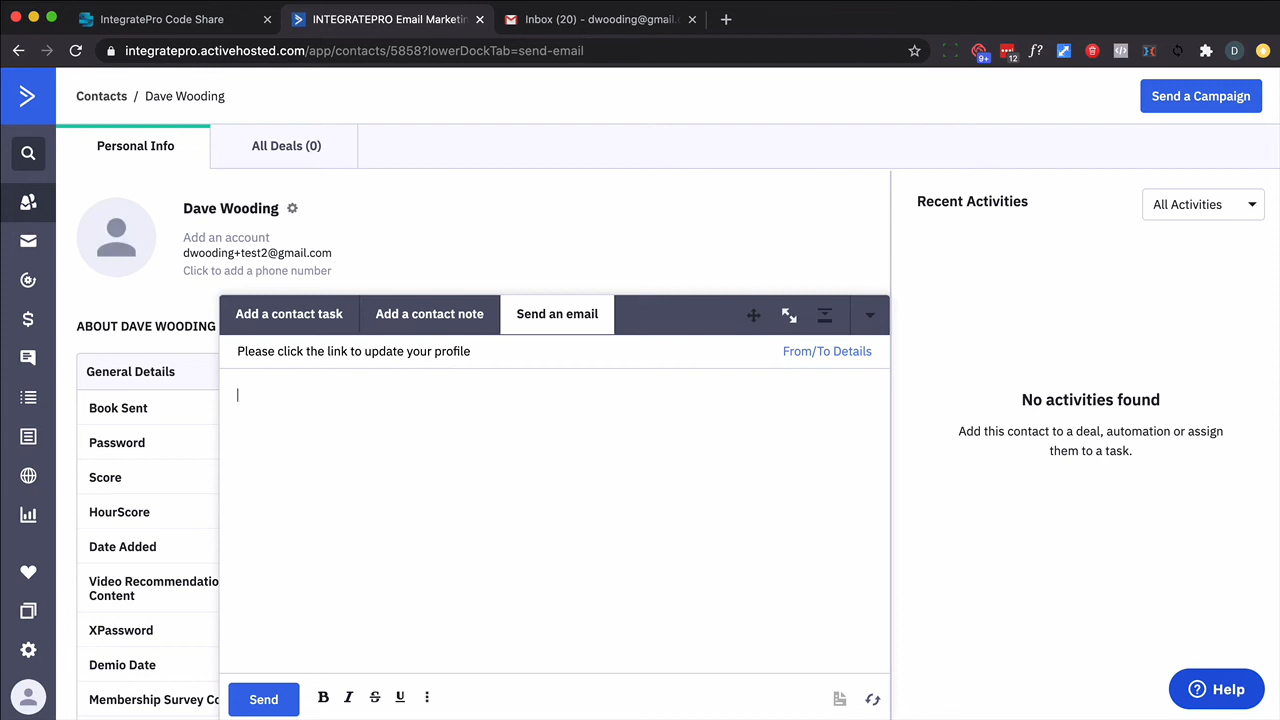 INTEGRATEPRO Code Share
INTEGRATEPRO Email Marketin
Inbox (20) - dwooding@gmail.c
integratepro.activehosted.com/app/contacts/5858?lowerDockTab=send-email
9+
12
f?
D
Contacts / Dave Wooding
Send a Campaign
Personal Info
All Deals (0)
Dave Wooding
Add an account
dwooding+test2@gmail.com
Click to add a phone number
Recent Activities
All Activities
ABOUT DAVE WOODING
General Details
Book Sent
Password
Score
HourScore
Date Added
Video Recommendatio
Content
XPassword
Demio Date
Membership Survey Co
Add a contact task
Add a contact note
Send an email
Please click the link to update your profile
From/To Details
Send
B I S U
No activities found
Add this contact to a deal, automation or assign
them to a task.
Help